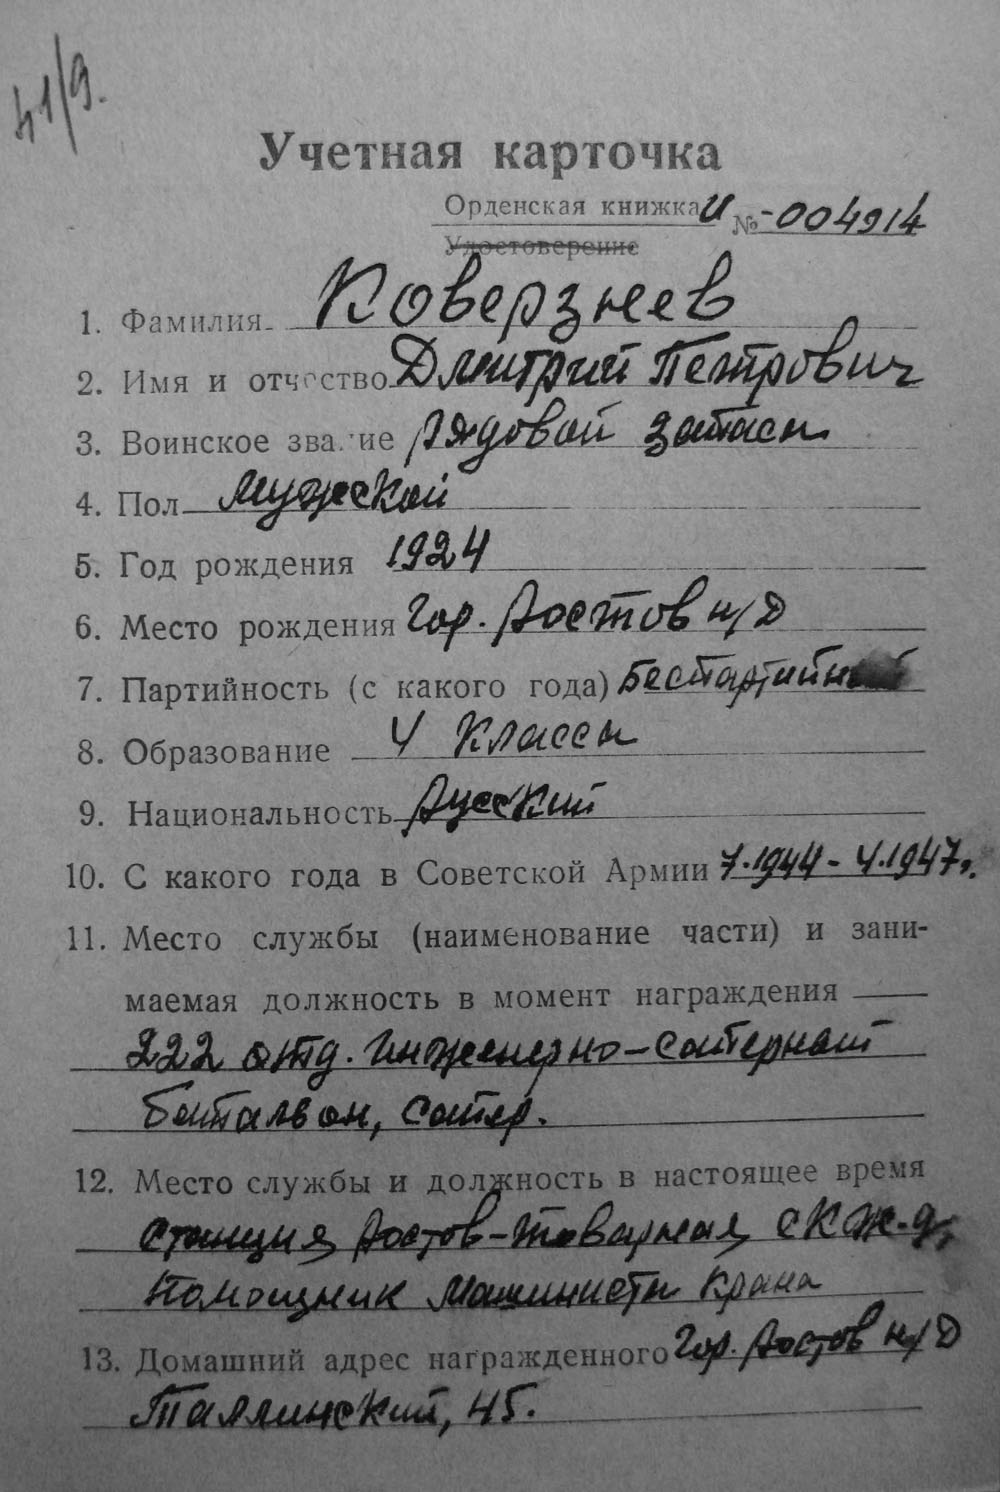 41/9.
Учетная карточка
Орденская книжка И № -004914
Удостоверение
1. Фамилия Коверзнев
2. Имя и отчество Дмитрий Петрович
3. Воинское звание рядовой запаса
4. Пол Мужской
5. Год рождения 1924
6. Место рождения Гор. Ростов н/Д
7. Партийность (с какого года) Беспартийный
8. Образование 4 классы
9. Национальность Русский
10. С какого года в Советской Армии 7.1944 - 4.1947г.
11. Место службы (наименование части) и зани-
маемая должность в момент награждения
222 отд. инженерно-саперный
батальон, сапер.
12. Место службы и должность в настоящее время
станция Ростов-товарная, СКЖ.д,
помощник машиниста крана
13. Домашний адрес награжденного Гор. Ростов н/Д
Таллинский, 45.